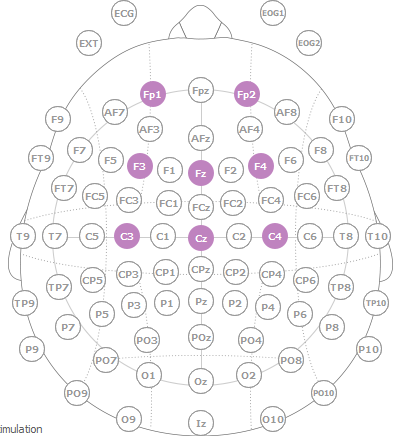 ECG EOG1
EXT EOG2
Fp1 Fpz Fp2
AF7 AF8
F9 F10
AF3 AFz AF4
F7 F8
FT9 F5 F3 F1 Fz F2 F4 F6 FT10
FT7 FT8
FC5 FC3 FC1 FCz FC2 FC4 FC6
T9 T7 C5 C3 C1 Cz C2 C4 C6 T8 T10
CP5 CP3 CP1 CPz CP2 CP4 CP6
TP7 TP8
TP9 P5 P3 P1 Pz P2 P4 P6 TP10
P7 P8
P9 PO3 POz PO4 P10
PO7 PO8
O1 Oz O2
PO9 PO10
O9 Iz O10
timulation